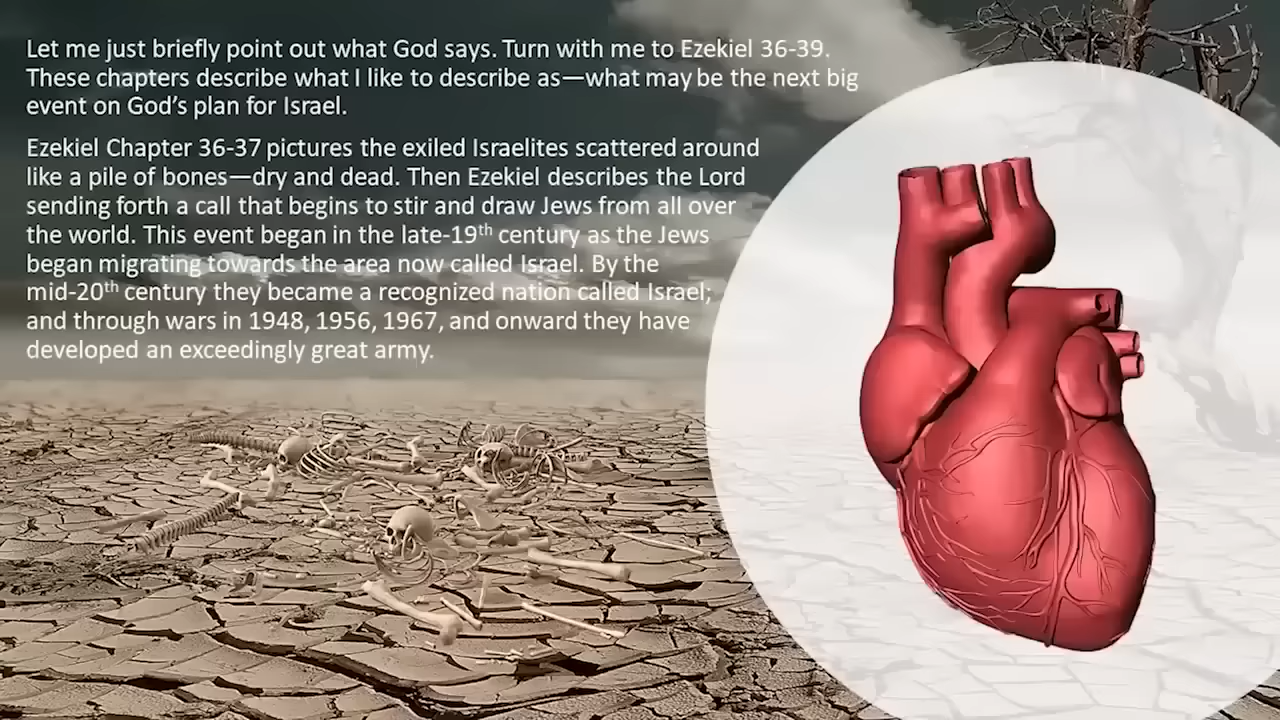 Let me just briefly point out what God says. Turn with me to Ezekiel 36-39.
These chapters describe what I like to describe as—what may be the next big
event on God's plan for Israel.
Ezekiel Chapter 36-37 pictures the exiled Israelites scattered around
like a pile of bones—dry and dead. Then Ezekiel describes the Lord
sending forth a call that begins to stir and draw Jews from all over
the world. This event began in the late-19th century as the Jews
began migrating towards the area now called Israel. By the
mid-20th century they became a recognized nation called Israel;
and through wars in 1948, 1956, 1967, and onward they have
developed an exceedingly great army.